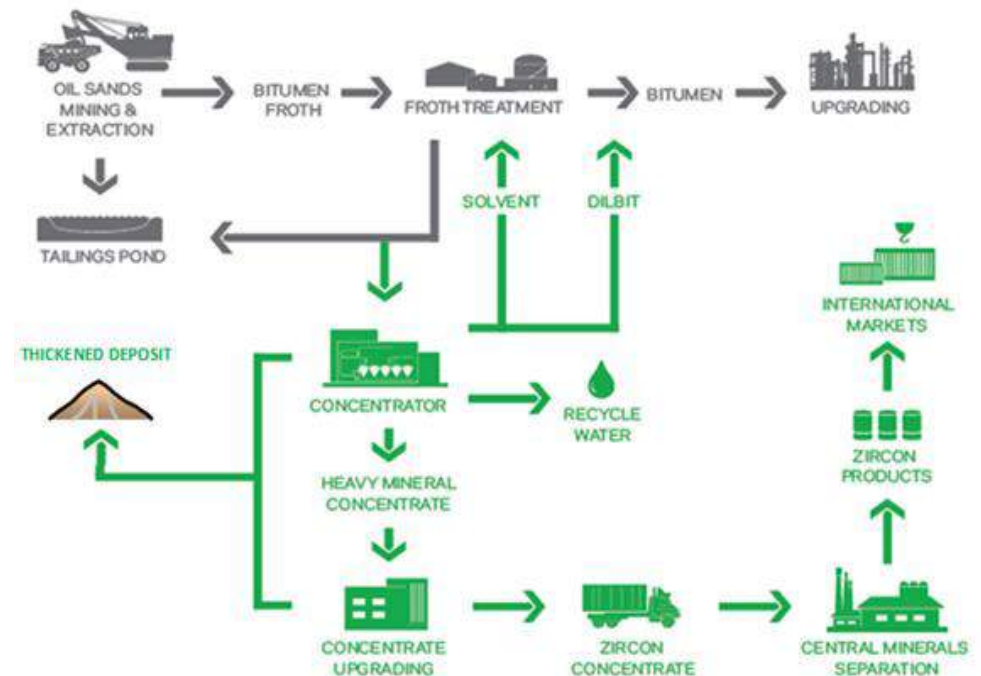 OIL SANDS
MINING &
EXTRACTION
BITUMEN
FROTH
FROTH TREATMENT
BITUMEN
UPGRADING
SOLVENT
DILBIT
TAILINGS POND
INTERNATIONAL
MARKETS
THICKENED DEPOSIT
CONCENTRATOR
RECYCLE
WATER
ZIRCON
PRODUCTS
HEAVY MINERAL
CONCENTRATE
CONCENTRATE
UPGRADING
ZIRCON
CONCENTRATE
CENTRAL MINERALS
SEPARATION